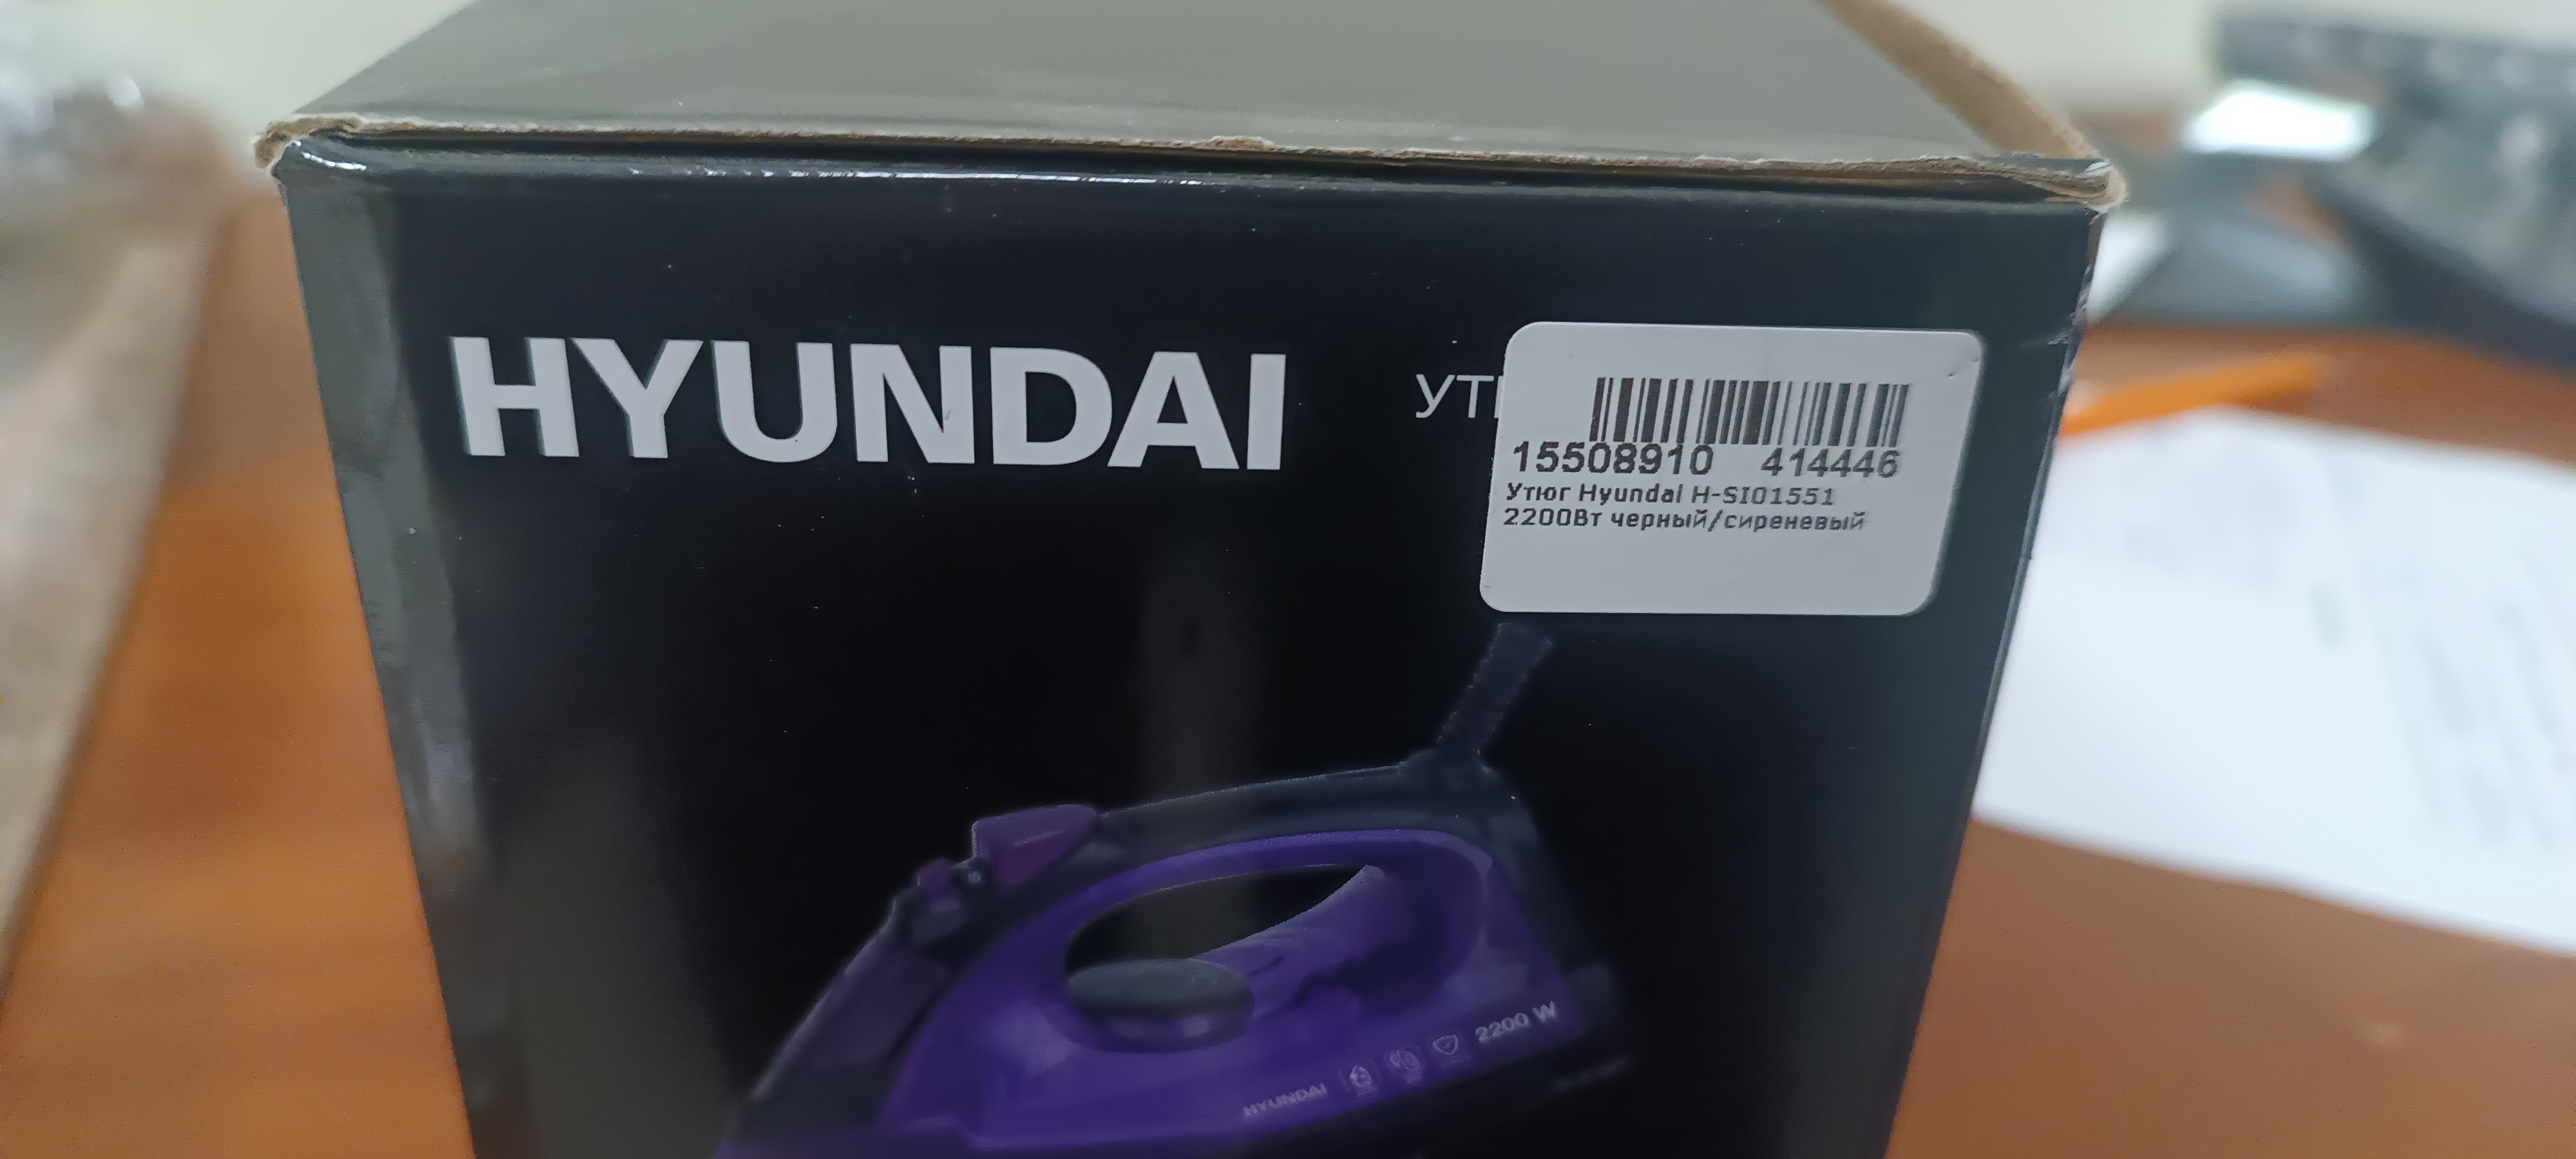 HYUNDAI
УТ
15508910 414446
Утюг Hyundai H-SI01551
2200Вт черный/сиреневый
HYUNDAI
2200 W